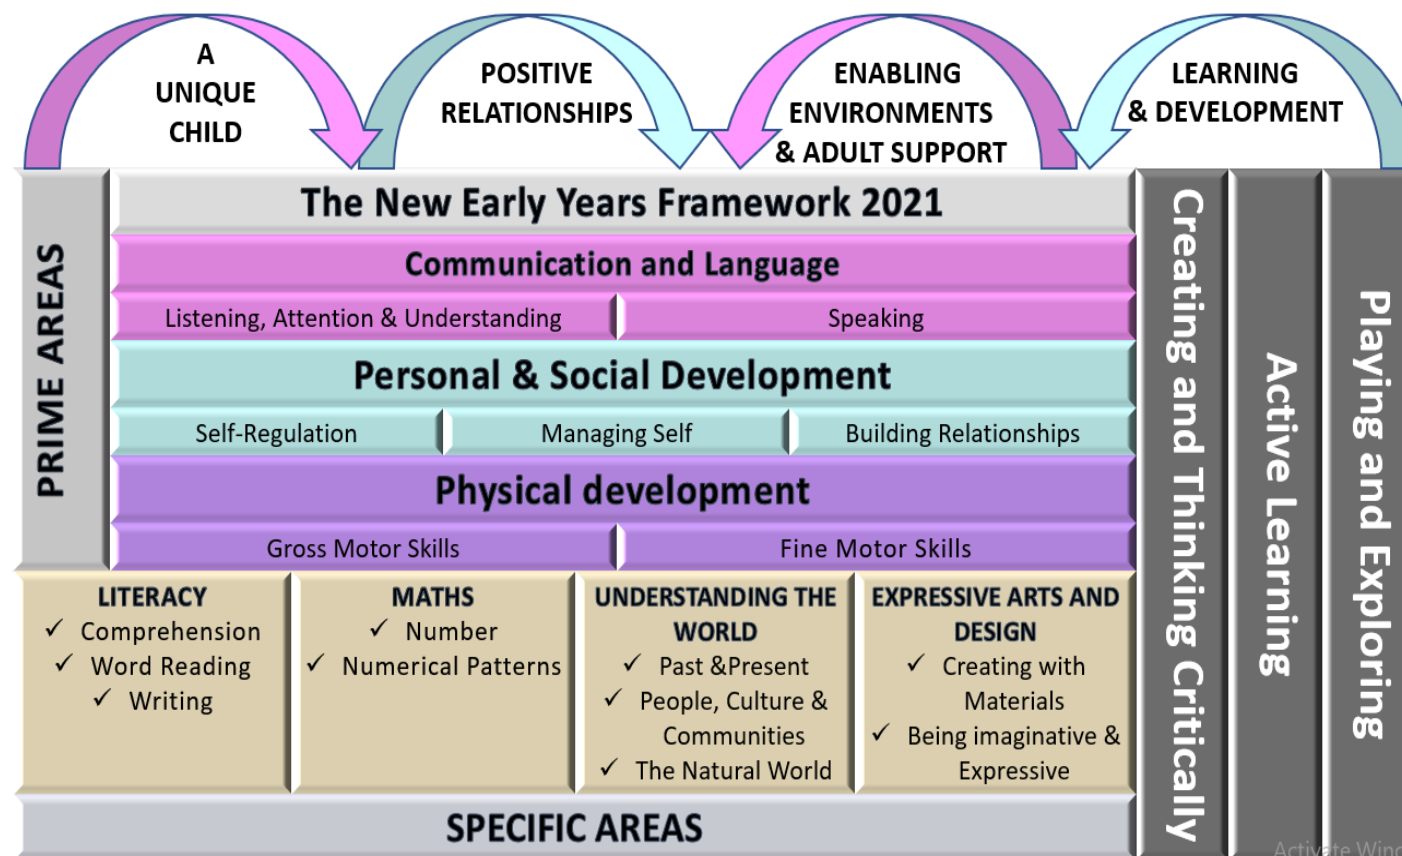 A
UNIQUE
CHILD
POSITIVE
RELATIONSHIPS
ENABLING
ENVIRONMENTS
& ADULT SUPPORT
LEARNING
& DEVELOPMENT
PRIME AREAS
The New Early Years Framework 2021
Communication and Language
Listening, Attention & Understanding
Speaking
Personal & Social Development
Self-Regulation
Managing Self
Building Relationships
Physical development
Gross Motor Skills
Fine Motor Skills
LITERACY
✓ Comprehension
✓ Word Reading
✓ Writing
MATHS
✓ Number
✓ Numerical Patterns
UNDERSTANDING THE
WORLD
✓ Past &Present
✓ People, Culture &
Communities
✓ The Natural World
EXPRESSIVE ARTS AND
DESIGN
✓ Creating with
Materials
✓ Being imaginative &
Expressive
SPECIFIC AREAS
Creating and Thinking Critically
Active Learning
Playing and Exploring
Activate Wind